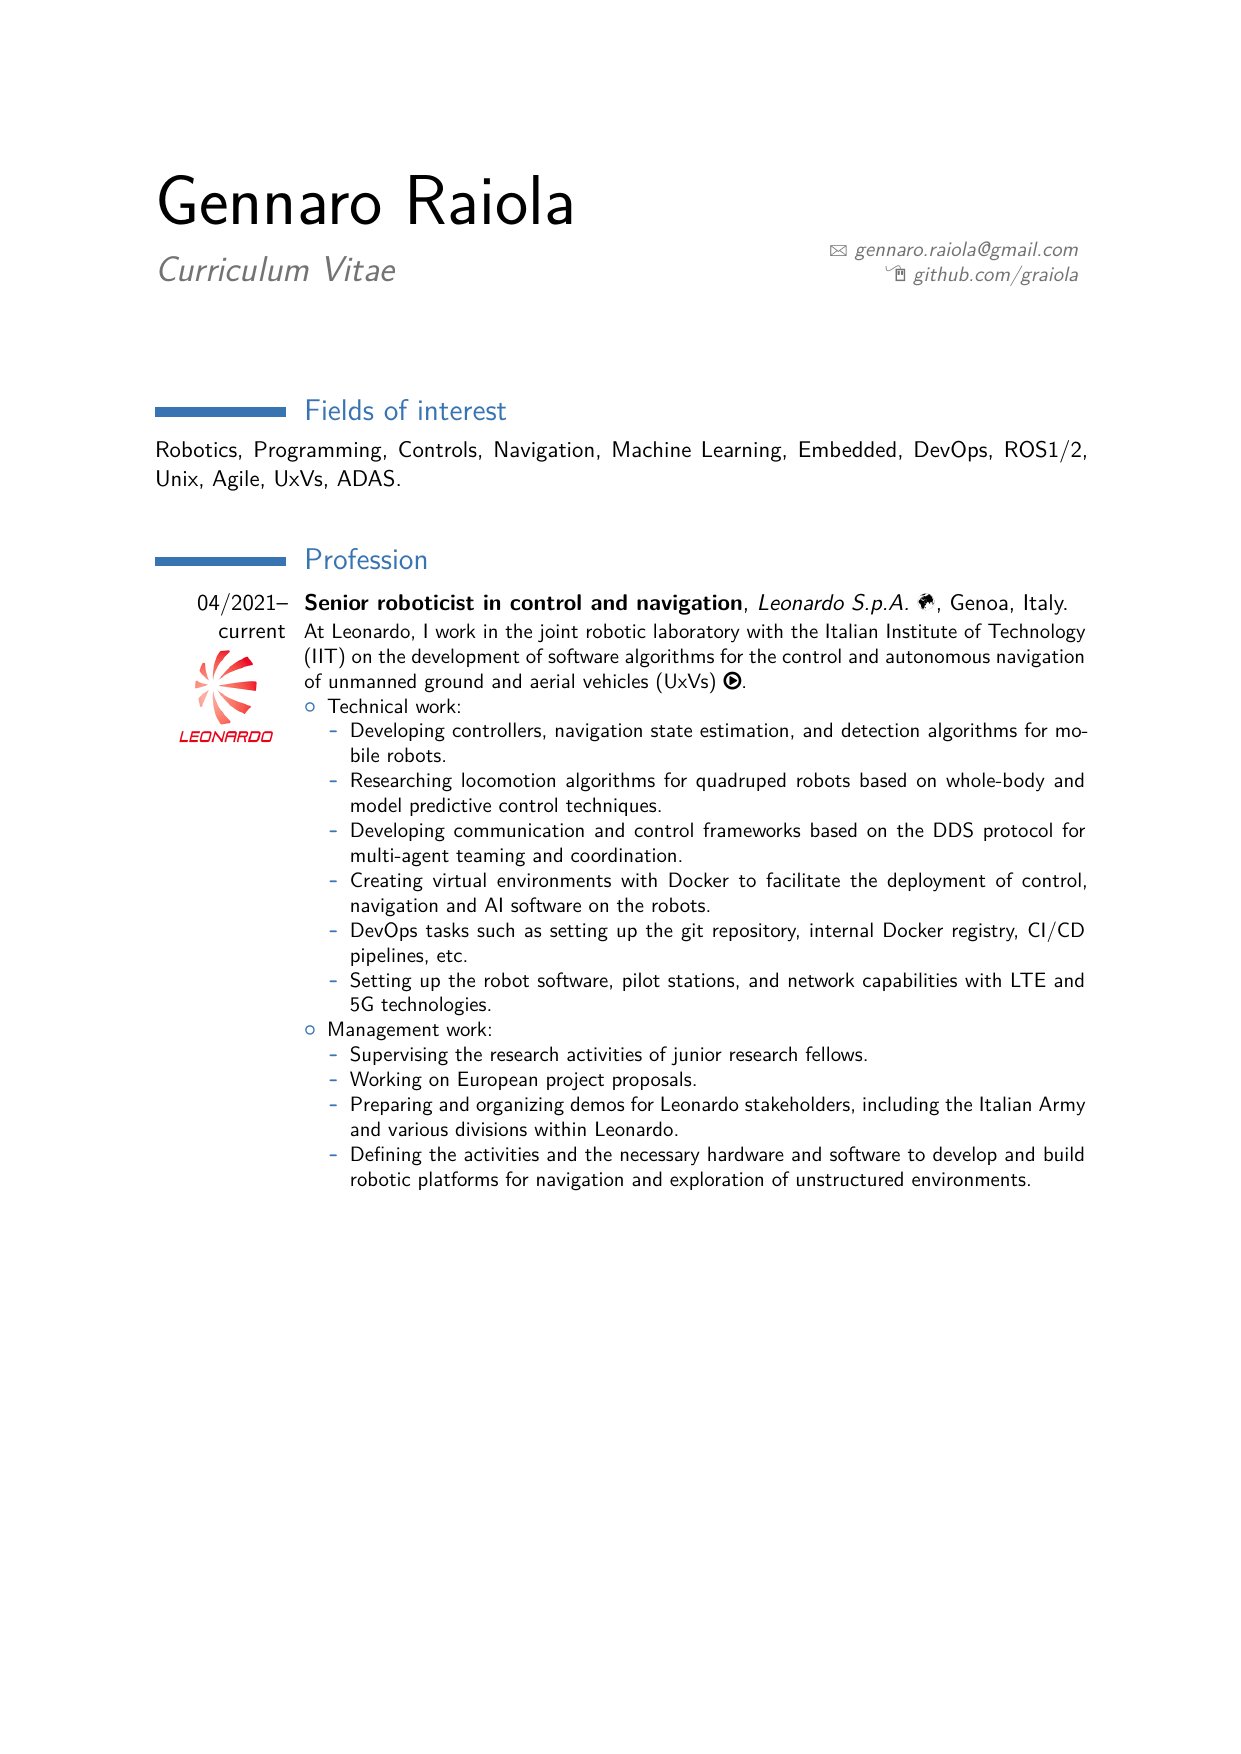 Gennaro Raiola
Curriculum Vitae
gennaro.raiola@gmail.com
github.com/graiola
Fields of interest
Robotics, Programming, Controls, Navigation, Machine Learning, Embedded, DevOps, ROS1/2,
Unix, Agile, UxVs, ADAS.
Profession
04/2021–
current
LEONARDO
Senior roboticist in control and navigation, Leonardo S.p.A. , Genoa, Italy.
At Leonardo, I work in the joint robotic laboratory with the Italian Institute of Technology
(IIT) on the development of software algorithms for the control and autonomous navigation
of unmanned ground and aerial vehicles (UxVs) .
○ Technical work:
- Developing controllers, navigation state estimation, and detection algorithms for mo-
bile robots.
- Researching locomotion algorithms for quadruped robots based on whole-body and
model predictive control techniques.
- Developing communication and control frameworks based on the DDS protocol for
multi-agent teaming and coordination.
- Creating virtual environments with Docker to facilitate the deployment of control,
navigation and AI software on the robots.
- DevOps tasks such as setting up the git repository, internal Docker registry, CI/CD
pipelines, etc.
- Setting up the robot software, pilot stations, and network capabilities with LTE and
5G technologies.
○ Management work:
- Supervising the research activities of junior research fellows.
- Working on European project proposals.
- Preparing and organizing demos for Leonardo stakeholders, including the Italian Army
and various divisions within Leonardo.
- Defining the activities and the necessary hardware and software to develop and build
robotic platforms for navigation and exploration of unstructured environments.